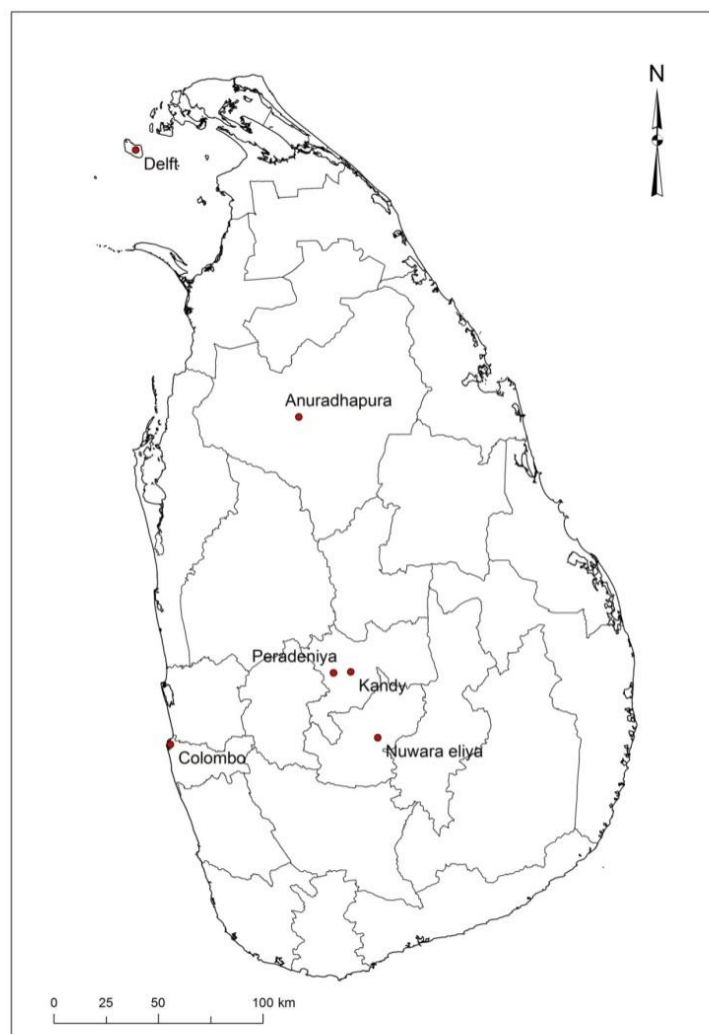 N
Delft
Anuradhapura
Peradeniya
Kandy
Nuwara eliya
Colombo
0 25 50 100 km